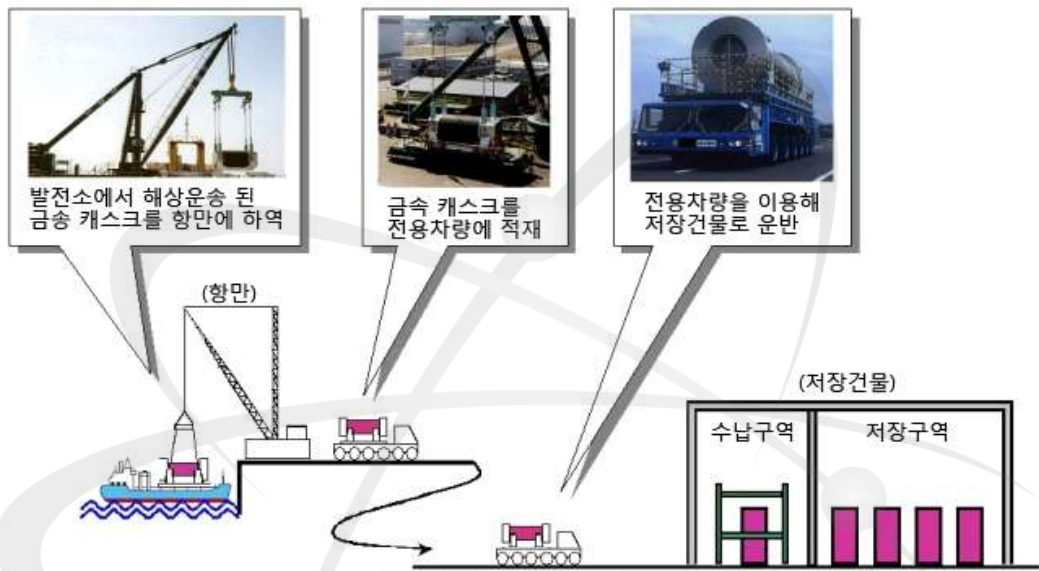 발전소에서 해상운송 된
금송 캐스크를 항만에 하역
금속 캐스크를
전용차량에 적재
전용차량을 이용해
저장건물로 운반
(항만)
(저장건물)
수납구역
저장구역